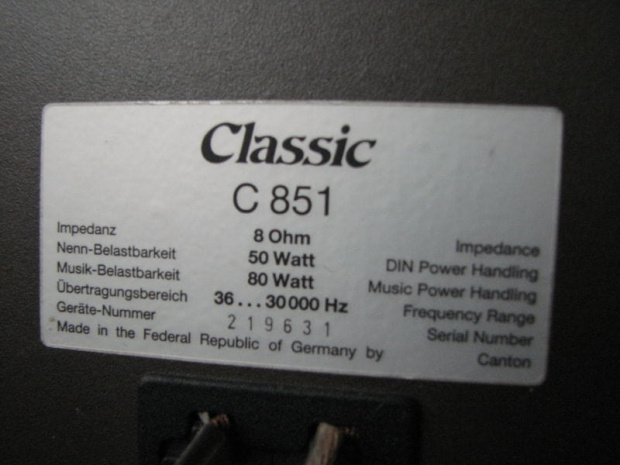 Classic
C 851
Impedanz 8 Ohm Impedance
Nenn-Belastbarkeit 50 Watt DIN Power Handling
Musik-Belastbarkeit 80 Watt Music Power Handling
Übertragungsbereich 36...30000 Hz Frequency Range
Geräte-Nummer 219631 Serial Number
Made in the Federal Republic of Germany by Canton